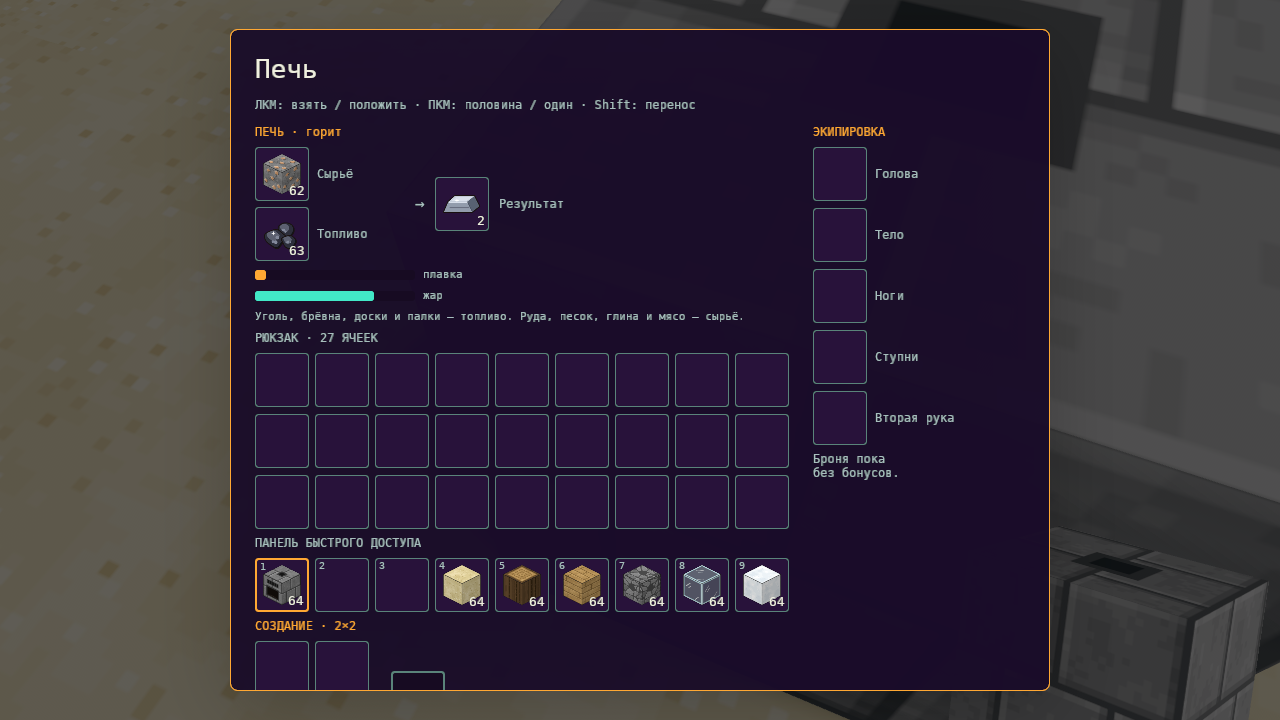 Печь
ЛКМ: взять / положить · ПКМ: половина / один · Shift: перенос
ПЕЧЬ · горит
62
Сырьё
63
Топливо
→
2
Результат
плавка
жар
Уголь, брёвна, доски и палки — топливо. Руда, песок, глина и мясо — сырьё.
РЮКЗАК · 27 ЯЧЕЕК
ПАНЕЛЬ БЫСТРОГО ДОСТУПА
1 2 3 4 5 6 7 8 9
64 64 64 64 64 64 64
СОЗДАНИЕ · 2×2
ЭКИПИРОВКА
Голова
Тело
Ноги
Ступни
Вторая рука
Броня пока
без бонусов.